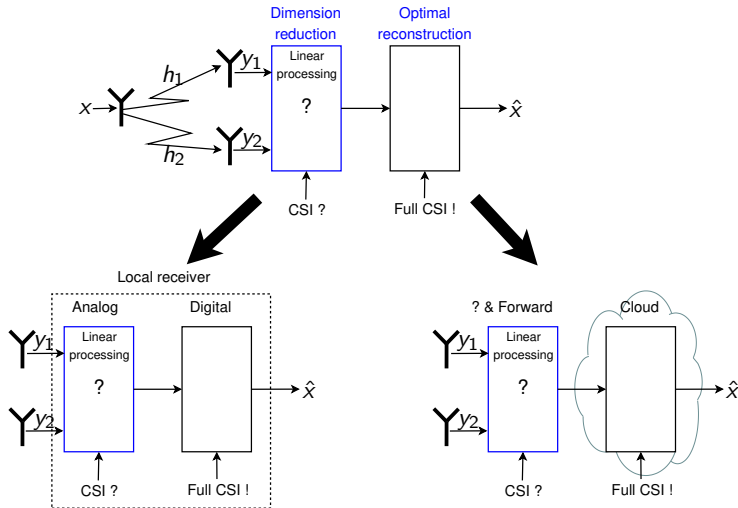 Dimension reduction
Optimal reconstruction
Linear processing
?
x
h₁
h₂
y₁
y₂
x̂
CSI ?
Full CSI !
Local receiver
Analog
Digital
Linear processing
?
y₁
y₂
x̂
CSI ?
Full CSI !
? & Forward
Cloud
Linear processing
?
y₁
y₂
x̂
CSI ?
Full CSI !